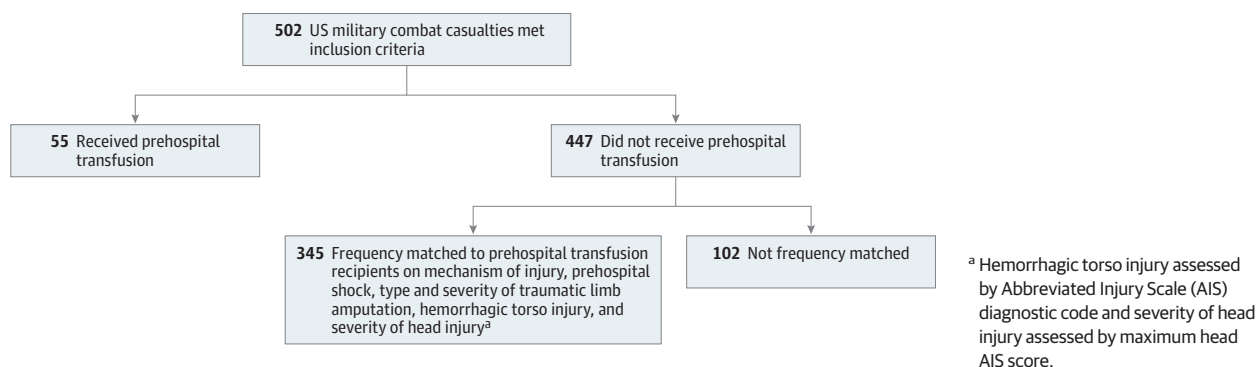 502 US military combat casualties met
inclusion criteria
55 Received prehospital
transfusion
447 Did not receive prehospital
transfusion
345 Frequency matched to prehospital transfusion
recipients on mechanism of injury, prehospital
shock, type and severity of traumatic limb
amputation, hemorrhagic torso injury, and
severity of head injuryᵃ
102 Not frequency matched
ᵃ Hemorrhagic torso injury assessed
by Abbreviated Injury Scale (AIS)
diagnostic code and severity of head
injury assessed by maximum head
AIS score.